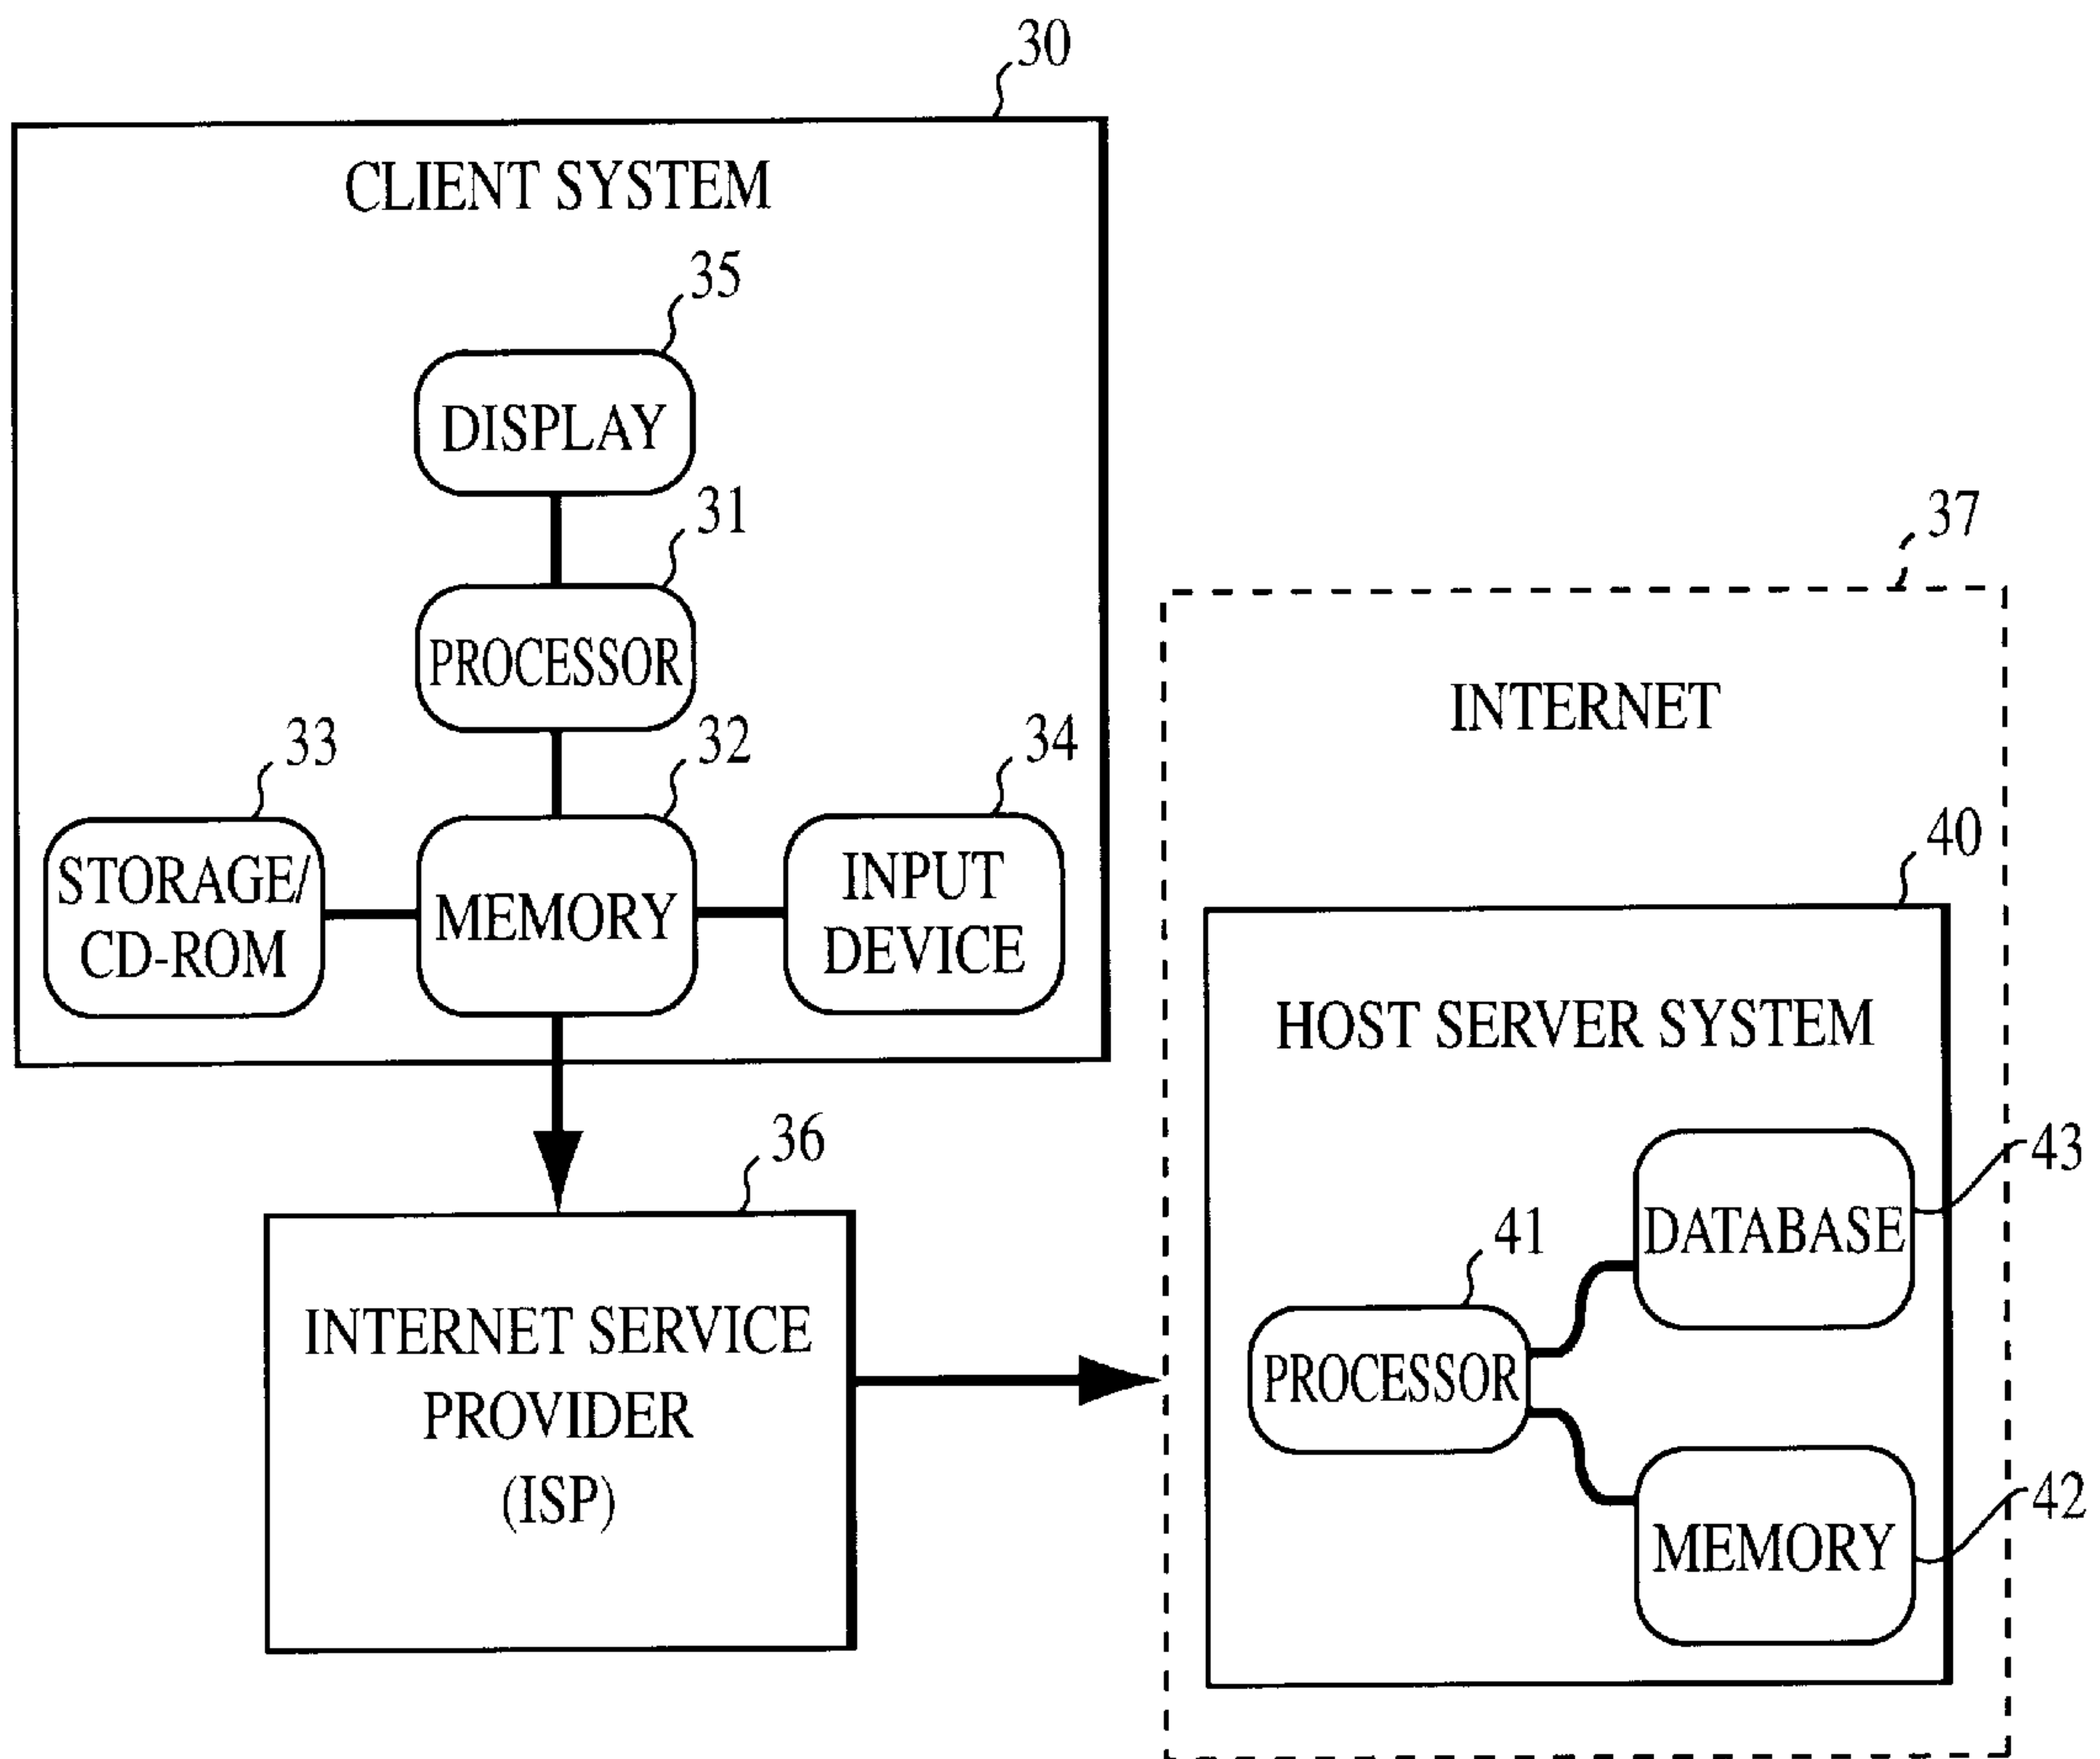 30
CLIENT SYSTEM
35
DISPLAY
31
PROCESSOR
33
32
34
STORAGE/
CD-ROM
MEMORY
INPUT
DEVICE
36
INTERNET SERVICE
PROVIDER
(ISP)
37
INTERNET
40
HOST SERVER SYSTEM
43
DATABASE
41
PROCESSOR
42
MEMORY